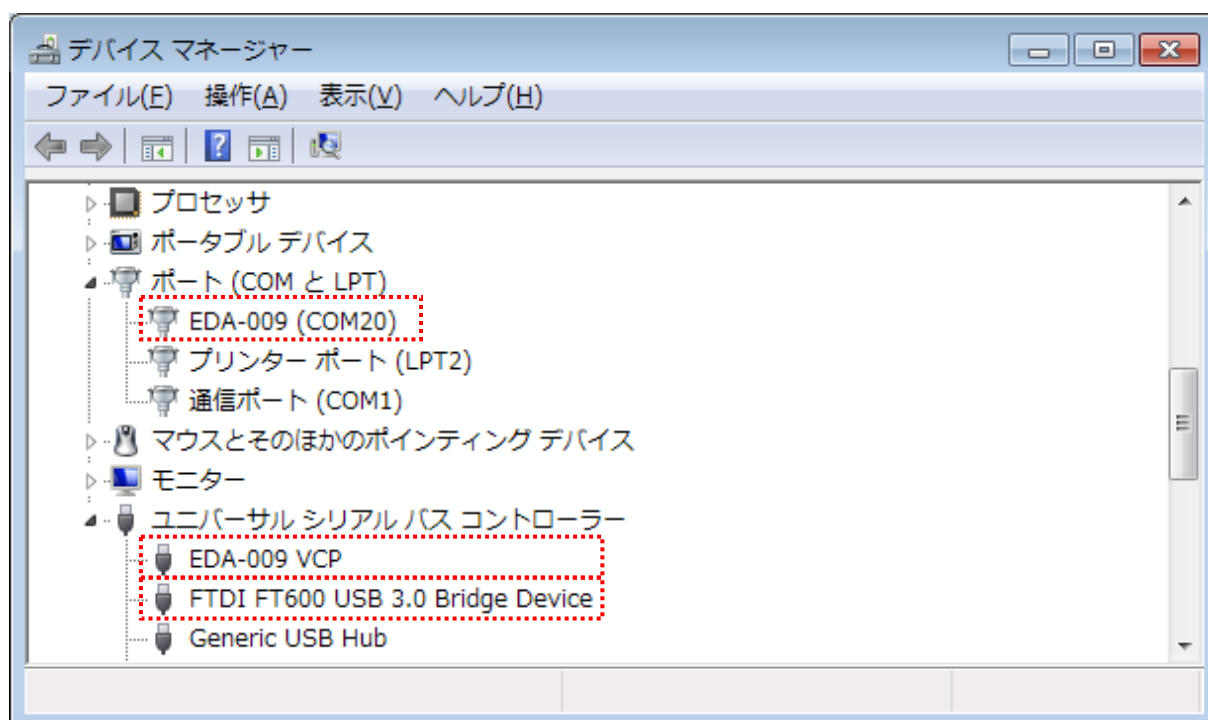 デバイス マネージャー
ファイル(F) 操作(A) 表示(V) ヘルプ(H)
プロセッサ
ポータブル デバイス
ポート (COM と LPT)
EDA-009 (COM20)
プリンター ポート (LPT2)
通信ポート (COM1)
マウスとそのほかのポインティング デバイス
モニター
ユニバーサル シリアル バス コントローラー
EDA-009 VCP
FTDI FT600 USB 3.0 Bridge Device
Generic USB Hub